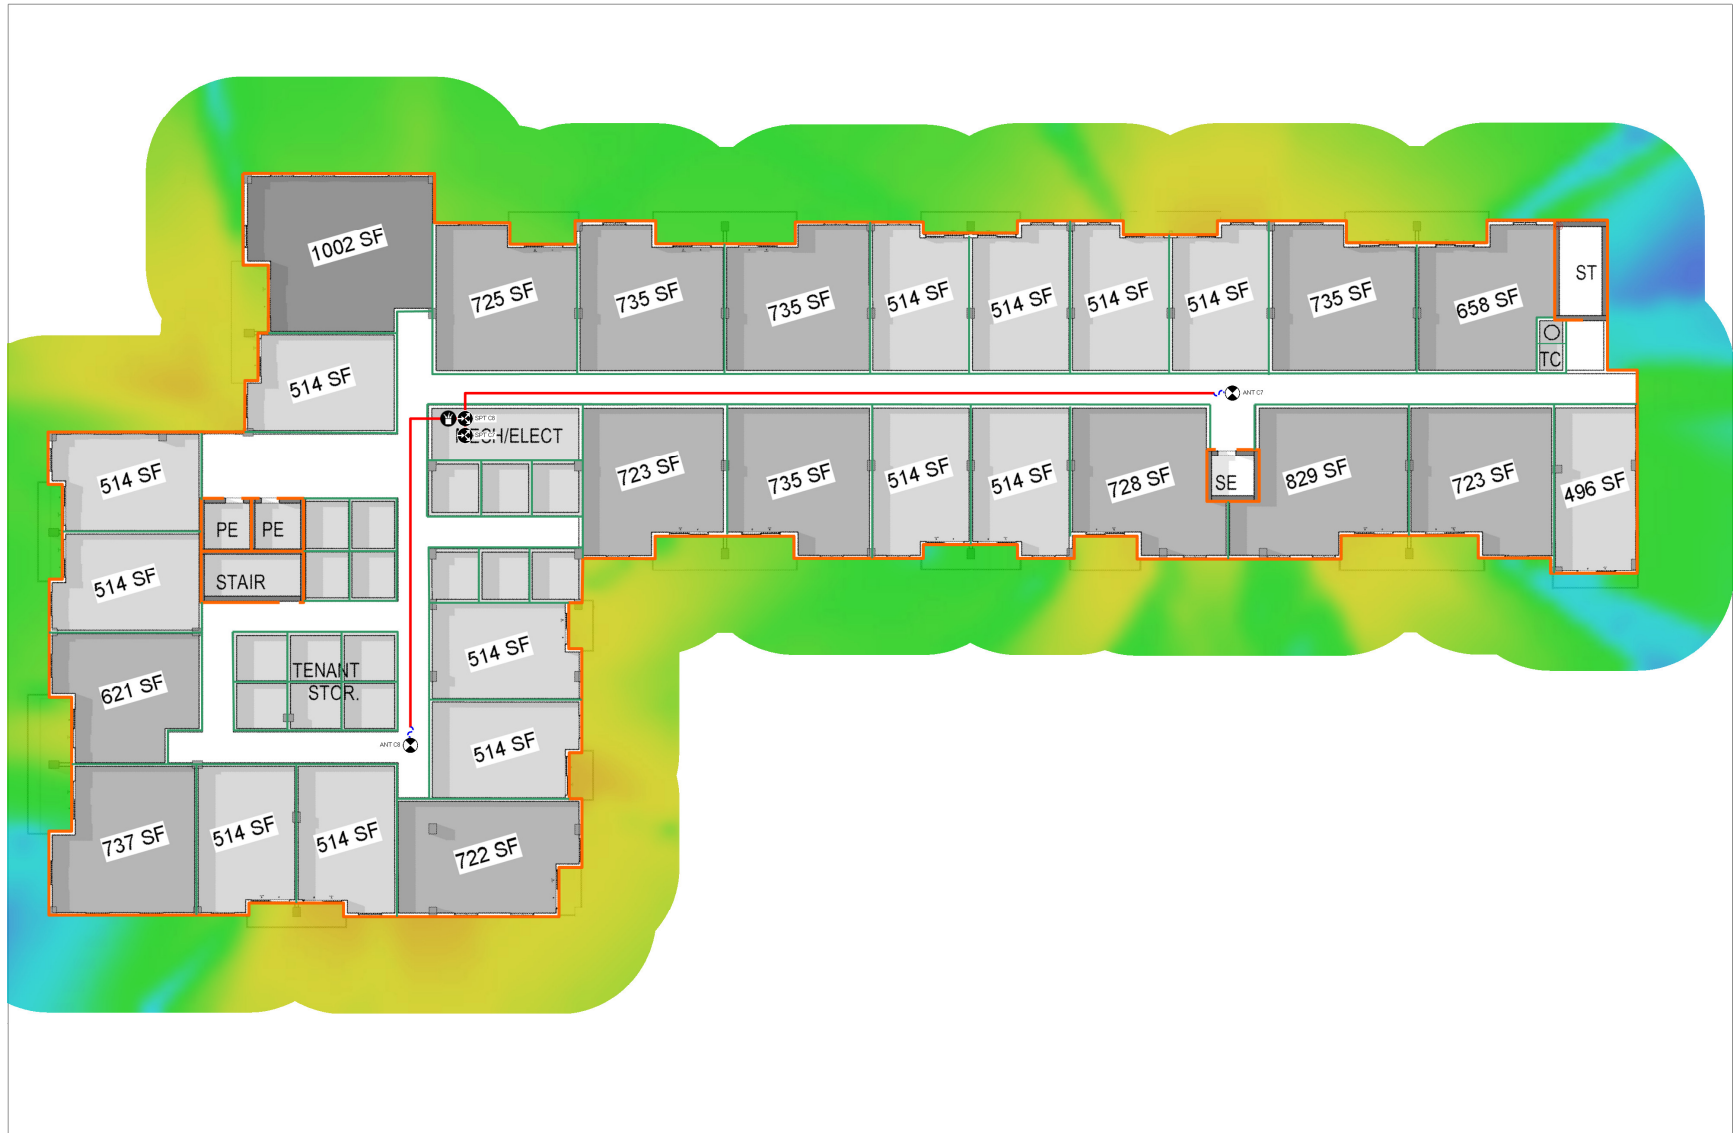 1002 SF
725 SF
735 SF
735 SF
514 SF
514 SF
514 SF
514 SF
735 SF
658 SF
ST
TC
514 SF
ANT C7
SPT C8
MECH/ELECT
723 SF
735 SF
514 SF
514 SF
728 SF
SE
829 SF
723 SF
496 SF
514 SF
PE
PE
514 SF
STAIR
514 SF
621 SF
TENANT
STOR.
514 SF
ANT C8
737 SF
514 SF
514 SF
722 SF